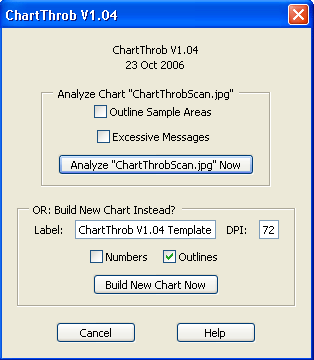 ChartThrob V1.04
ChartThrob V1.04
23 Oct 2006
Analyze Chart "ChartThrobScan.jpg"
Outline Sample Areas
Excessive Messages
Analyze "ChartThrobScan.jpg" Now
OR: Build New Chart Instead?
Label: ChartThrob V1.04 Template DPI: 72
Numbers Outlines
Build New Chart Now
Cancel Help